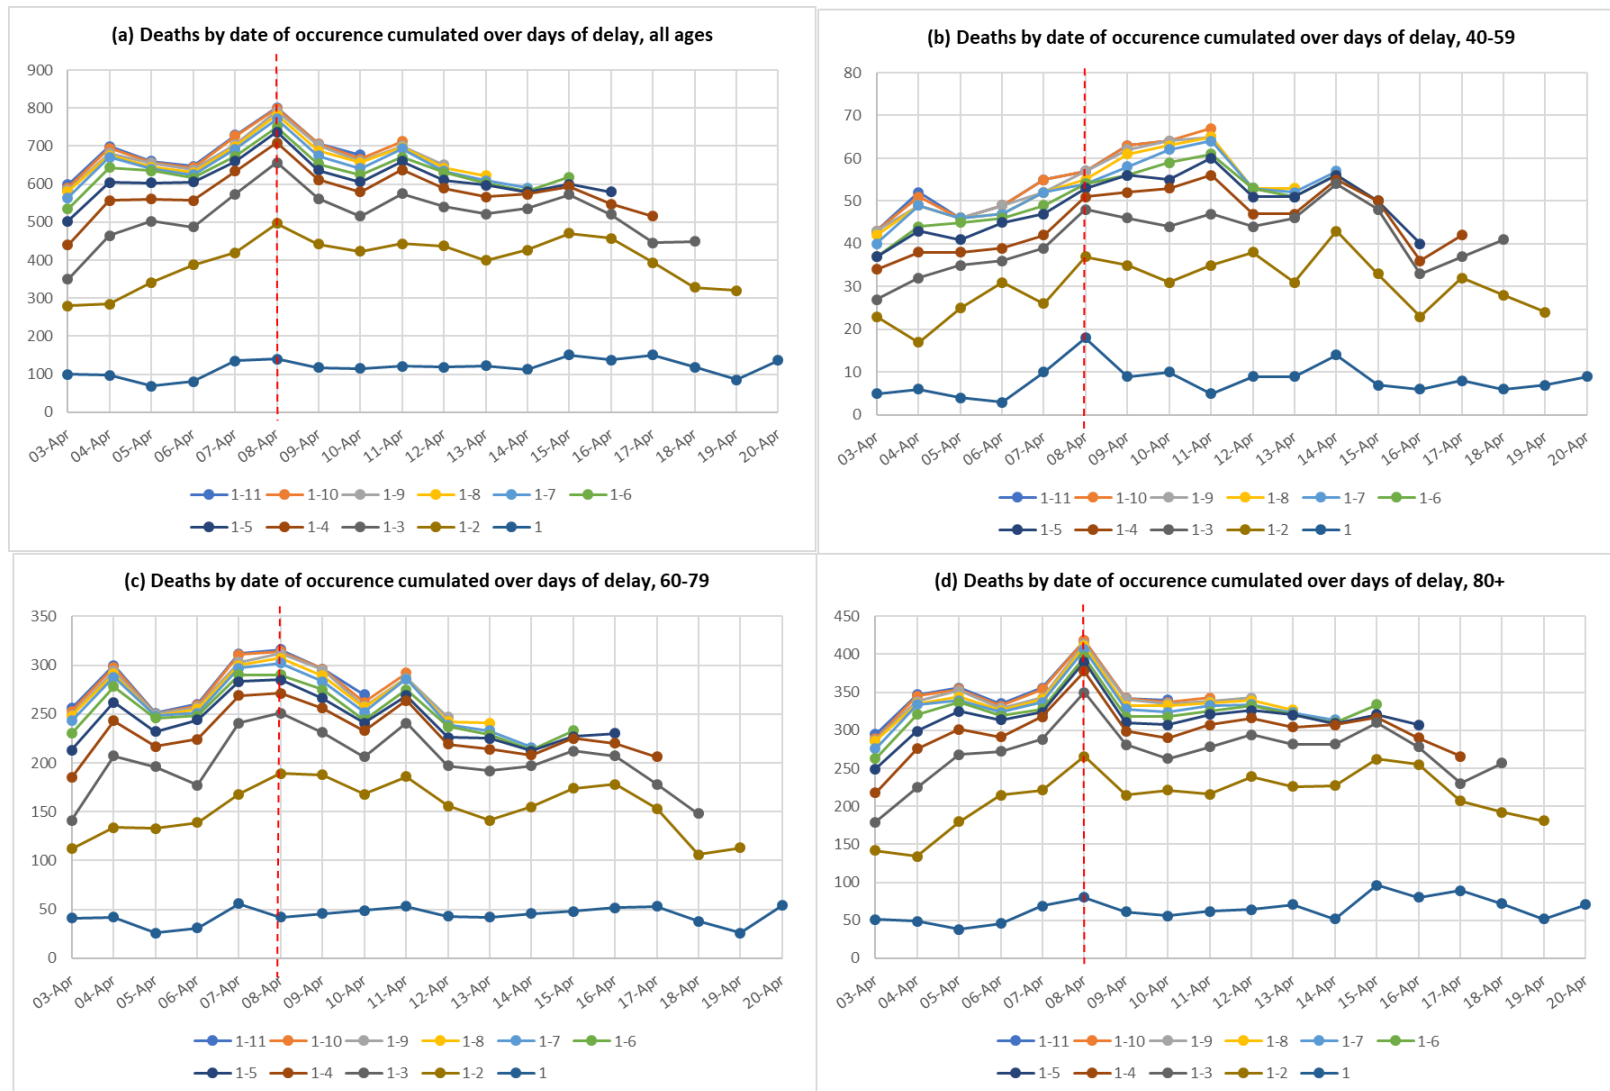 (a) Deaths by date of occurence cumulated over days of delay, all ages
900
800
700
600
500
400
300
200
100
0
03-Apr 04-Apr 05-Apr 06-Apr 07-Apr 08-Apr 09-Apr 10-Apr 11-Apr 12-Apr 13-Apr 14-Apr 15-Apr 16-Apr 17-Apr 18-Apr 19-Apr 20-Apr
1-11 1-10 1-9 1-8 1-7 1-6
1-5 1-4 1-3 1-2 1
(b) Deaths by date of occurence cumulated over days of delay, 40-59
80
70
60
50
40
30
20
10
0
03-Apr 04-Apr 05-Apr 06-Apr 07-Apr 08-Apr 09-Apr 10-Apr 11-Apr 12-Apr 13-Apr 14-Apr 15-Apr 16-Apr 17-Apr 18-Apr 19-Apr 20-Apr
1-11 1-10 1-9 1-8 1-7 1-6
1-5 1-4 1-3 1-2 1
(c) Deaths by date of occurence cumulated over days of delay, 60-79
350
300
250
200
150
100
50
0
03-Apr 04-Apr 05-Apr 06-Apr 07-Apr 08-Apr 09-Apr 10-Apr 11-Apr 12-Apr 13-Apr 14-Apr 15-Apr 16-Apr 17-Apr 18-Apr 19-Apr 20-Apr
1-11 1-10 1-9 1-8 1-7 1-6
1-5 1-4 1-3 1-2 1
(d) Deaths by date of occurence cumulated over days of delay, 80+
450
400
350
300
250
200
150
100
50
0
03-Apr 04-Apr 05-Apr 06-Apr 07-Apr 08-Apr 09-Apr 10-Apr 11-Apr 12-Apr 13-Apr 14-Apr 15-Apr 16-Apr 17-Apr 18-Apr 19-Apr 20-Apr
1-11 1-10 1-9 1-8 1-7 1-6
1-5 1-4 1-3 1-2 1